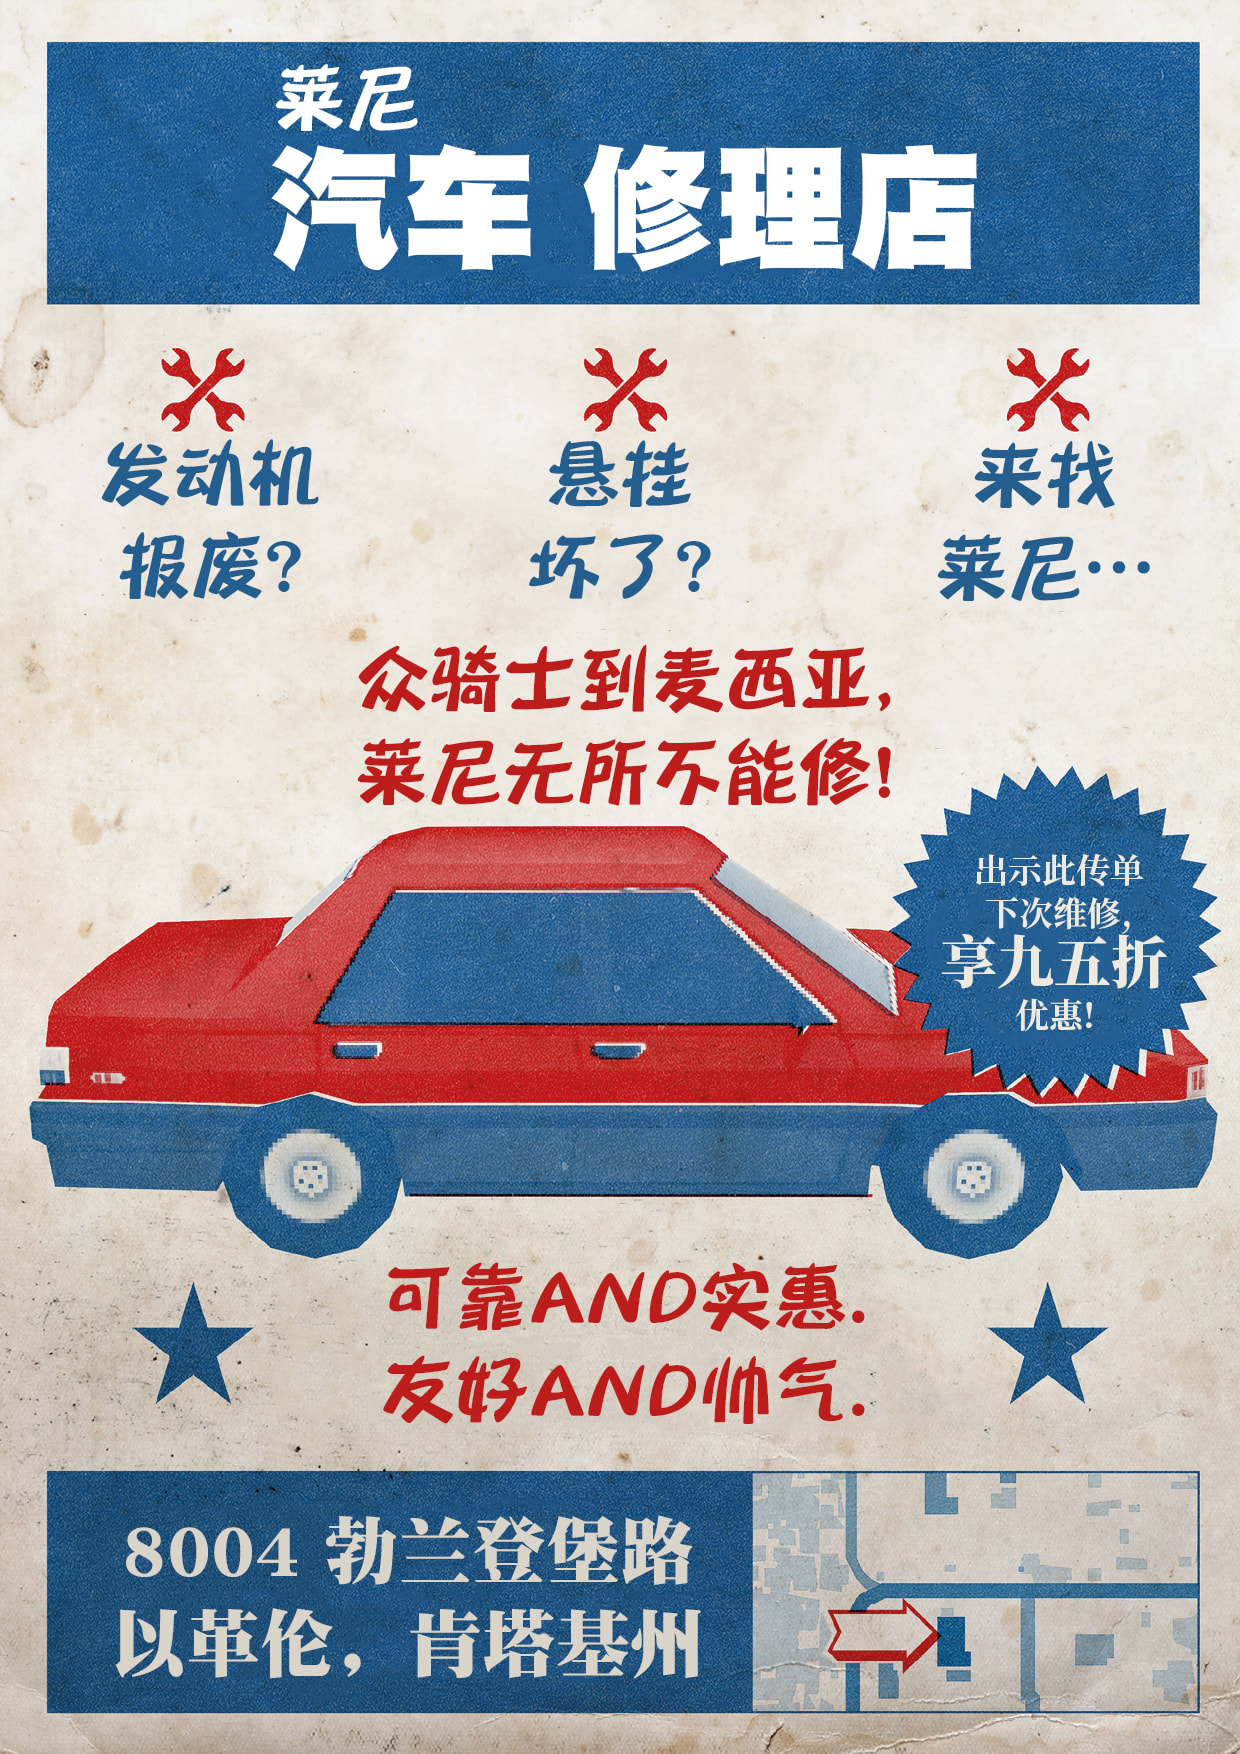 莱尼
汽车 修理店
发动机
报废?
悬挂
坏了?
来找
莱尼…
众骑士到麦西亚,
莱尼无所不能修!
出示此传单
下次维修,
享九五折
优惠!
可靠AND实惠.
友好AND帅气.
8004 勃兰登堡路
以革伦，肯塔基州